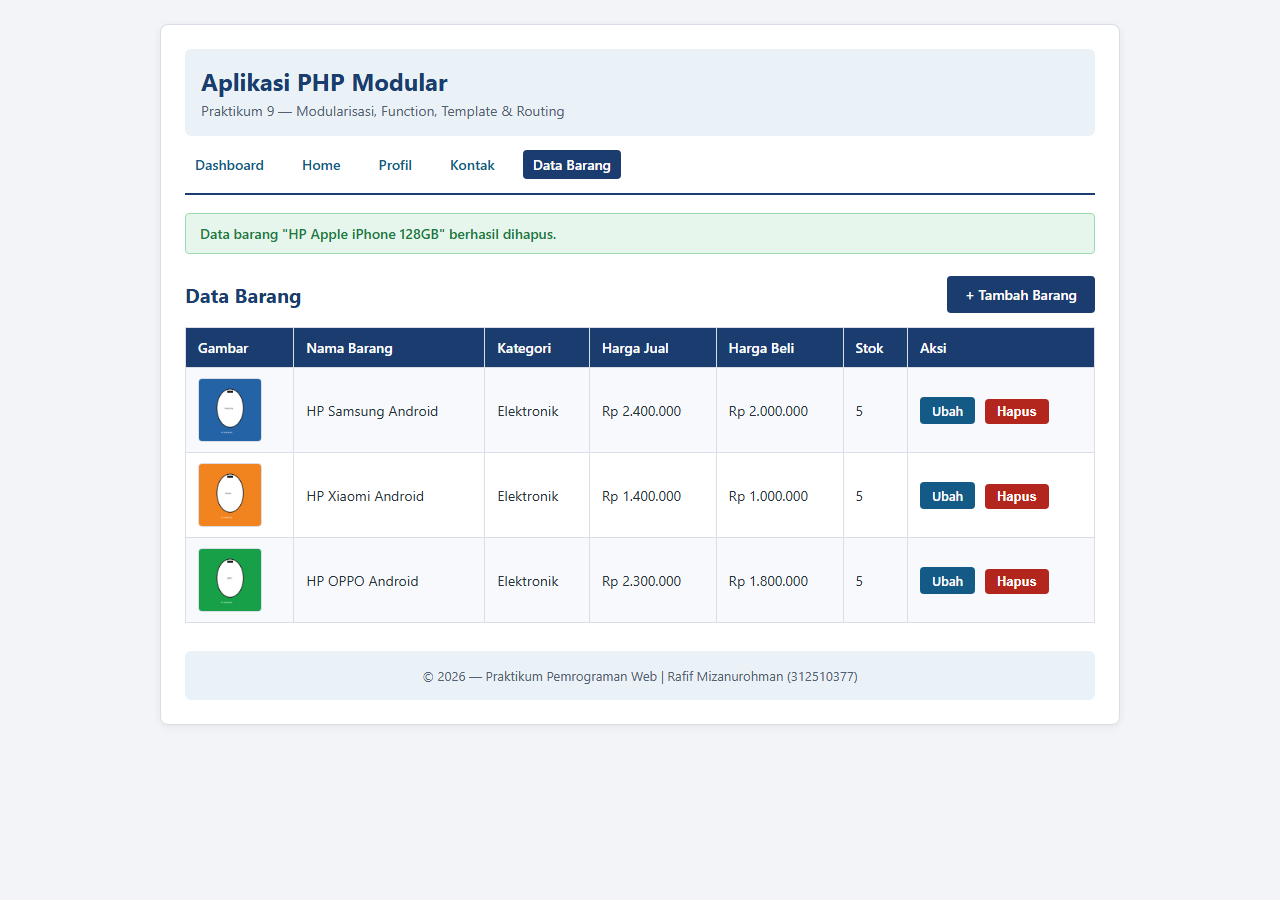 Aplikasi PHP Modular
Praktikum 9 — Modularisasi, Function, Template & Routing
Dashboard Home Profil Kontak Data Barang
Data barang "HP Apple iPhone 128GB" berhasil dihapus.
Data Barang + Tambah Barang
Gambar Nama Barang Kategori Harga Jual Harga Beli Stok Aksi
HP Samsung Android Elektronik Rp 2.400.000 Rp 2.000.000 5 Ubah Hapus
HP Xiaomi Android Elektronik Rp 1.400.000 Rp 1.000.000 5 Ubah Hapus
HP OPPO Android Elektronik Rp 2.300.000 Rp 1.800.000 5 Ubah Hapus
© 2026 — Praktikum Pemrograman Web | Rafif Mizanurohman (312510377)